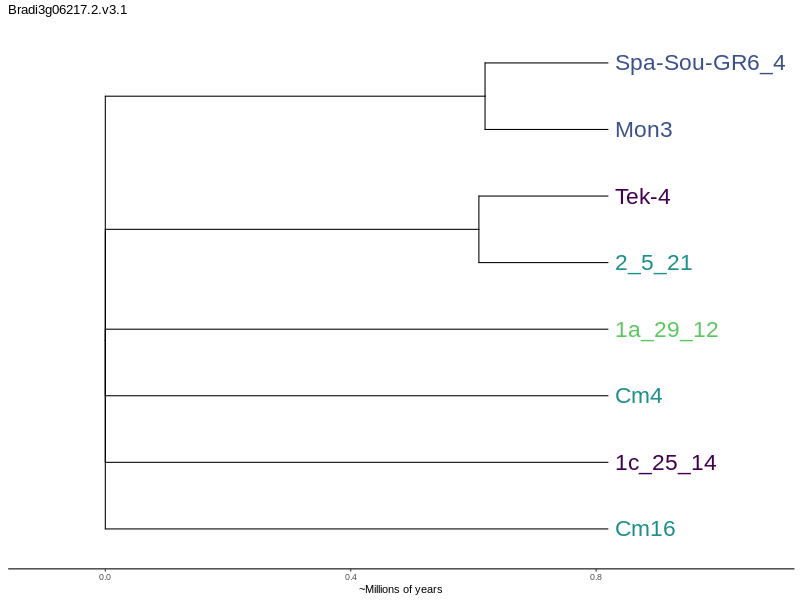 Bradi3g06217.2.v3.1
Spa-Sou-GR6_4
Mon3
Tek-4
2_5_21
1a_29_12
Cm4
1c_25_14
Cm16
0.0 0.4 0.8
~Millions of years